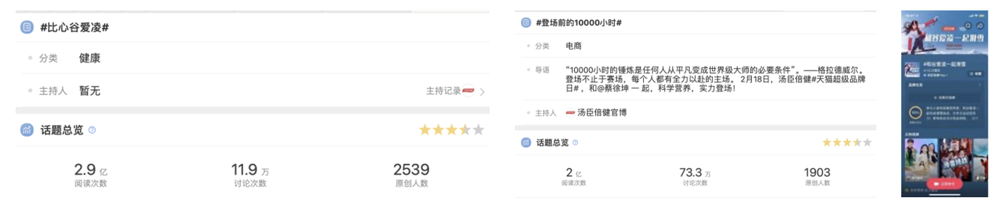 #比心谷爱凌#
分类 健康
主持人 暂无 主持记录
话题总览
2.9 亿 11.9 万 2539
阅读次数 讨论次数 原创人数
#登场前的10000小时#
分类 电商
导语 “10000小时的锤炼是任何人从平凡变成世界级大师的必要条件”。——格拉德威尔。
登场不止于赛场，每个人都有全力以赴的主场。 2月18日，汤臣倍健#天猫超级品牌
日# ，和@蔡徐坤 一 起，科学营养，实力登场！
主持人 汤臣倍健官博
话题总览
2 亿 73.3 万 1903
阅读次数 讨论次数 原创人数
和谷爱凌一起滑雪
#和谷爱凌一起滑雪